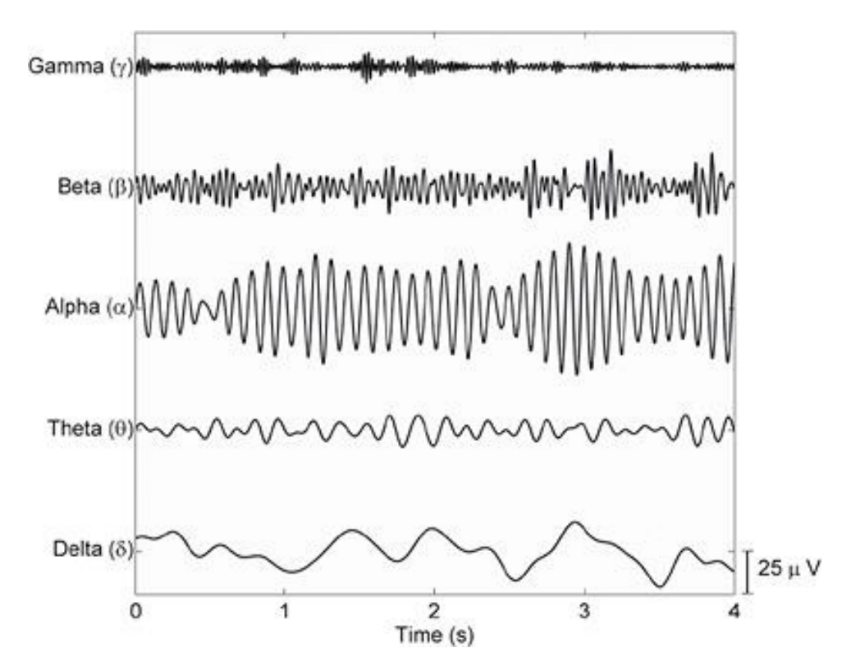 Gamma (γ)
Beta (β)
Alpha (α)
Theta (θ)
Delta (δ)
25 μ V
0 1 2 3 4
Time (s)